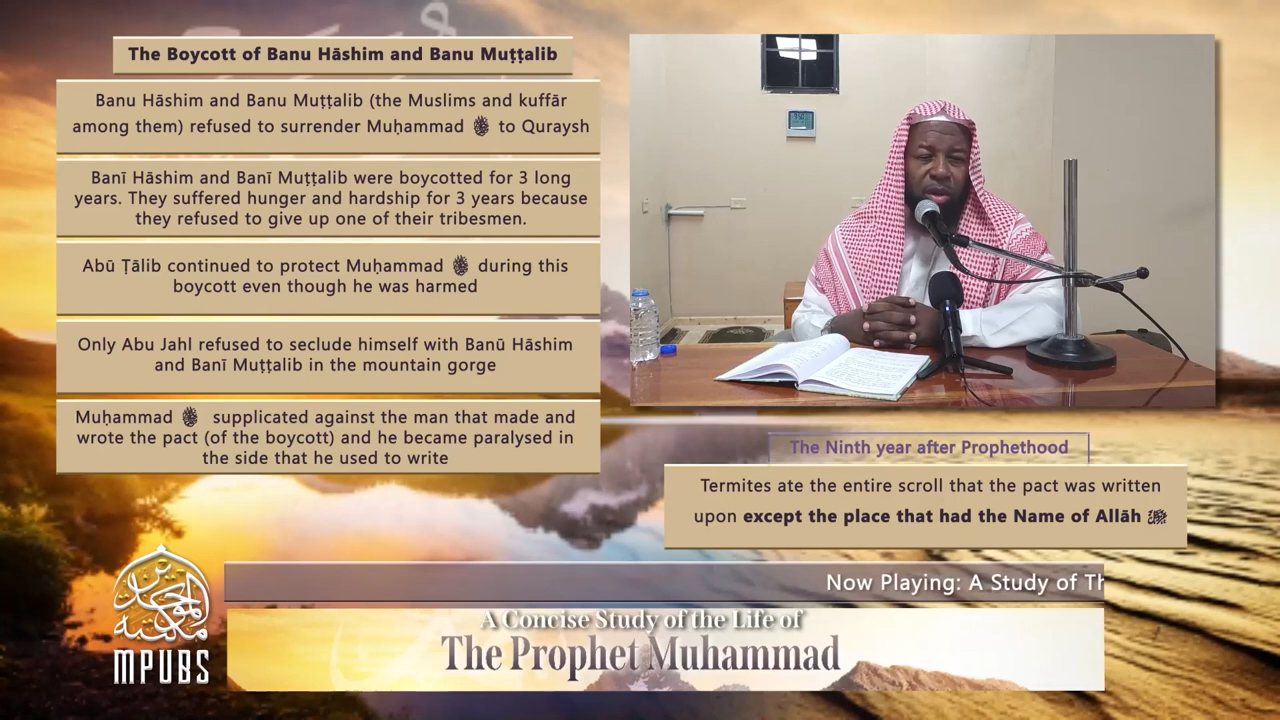 The Boycott of Banu Hāshim and Banu Muṭṭalib
Banu Hāshim and Banu Muṭṭalib (the Muslims and kuffār
among them) refused to surrender Muḥammad ﷺ to Quraysh
Banī Hāshim and Banī Muṭṭalib were boycotted for 3 long
years. They suffered hunger and hardship for 3 years because
they refused to give up one of their tribesmen.
Abū Ṭālib continued to protect Muḥammad ﷺ during this
boycott even though he was harmed
Only Abu Jahl refused to seclude himself with Banū Hāshim
and Banī Muṭṭalib in the mountain gorge
Muḥammad ﷺ supplicated against the man that made and
wrote the pact (of the boycott) and he became paralysed in
the side that he used to write
The Ninth year after Prophethood
Termites ate the entire scroll that the pact was written
upon except the place that had the Name of Allāh
Now Playing: A Study of Th
A Concise Study of the Life of
The Prophet Muhammad
MPUBS